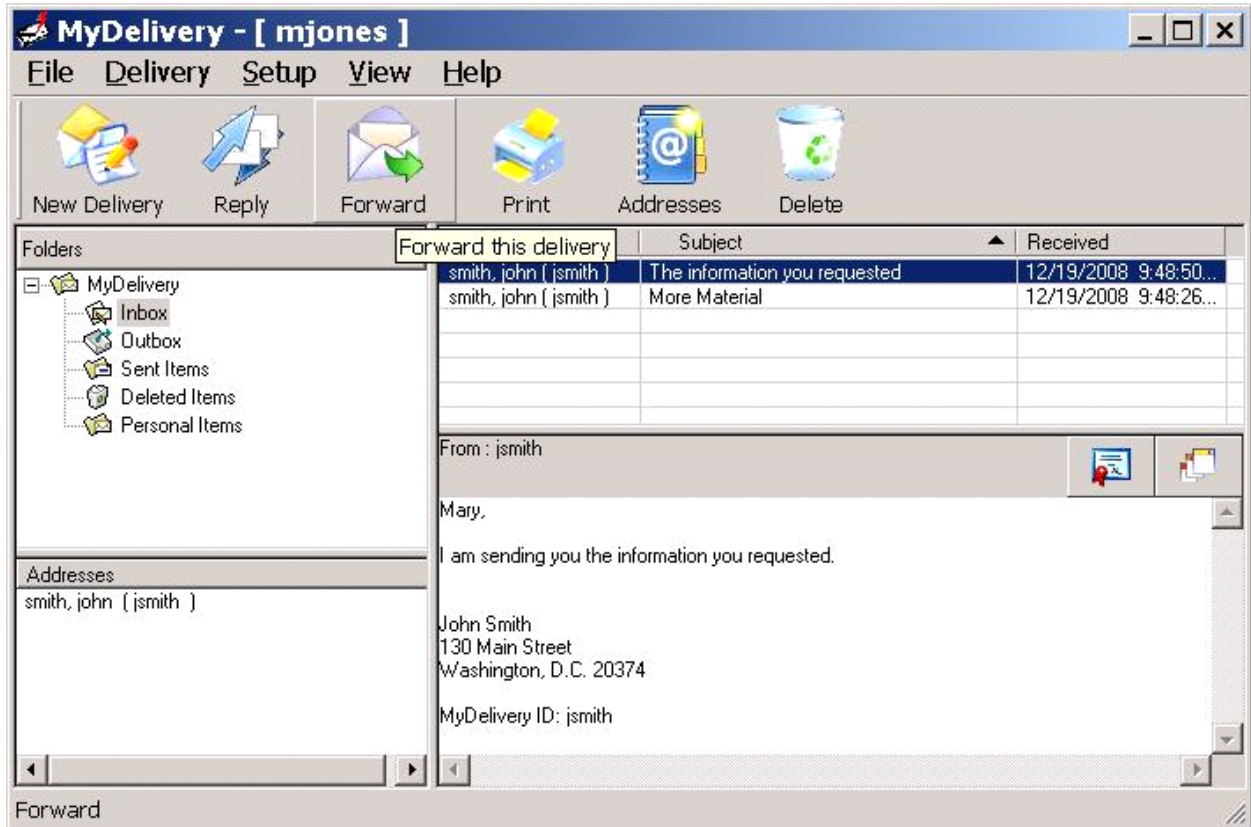 MyDelivery - [ mjones ]
File Delivery Setup View Help
New Delivery Reply Forward Print Addresses Delete
Forward this delivery
Folders
MyDelivery
Inbox
Outbox
Sent Items
Deleted Items
Personal Items
Addresses
smith, john ( jsmith )
Subject Received
smith, john ( jsmith ) The information you requested 12/19/2008 9:48:50...
smith, john ( jsmith ) More Material 12/19/2008 9:48:26...
From : jsmith
Mary,
I am sending you the information you requested.
John Smith
130 Main Street
Washington, D.C. 20374
MyDelivery ID: jsmith
Forward